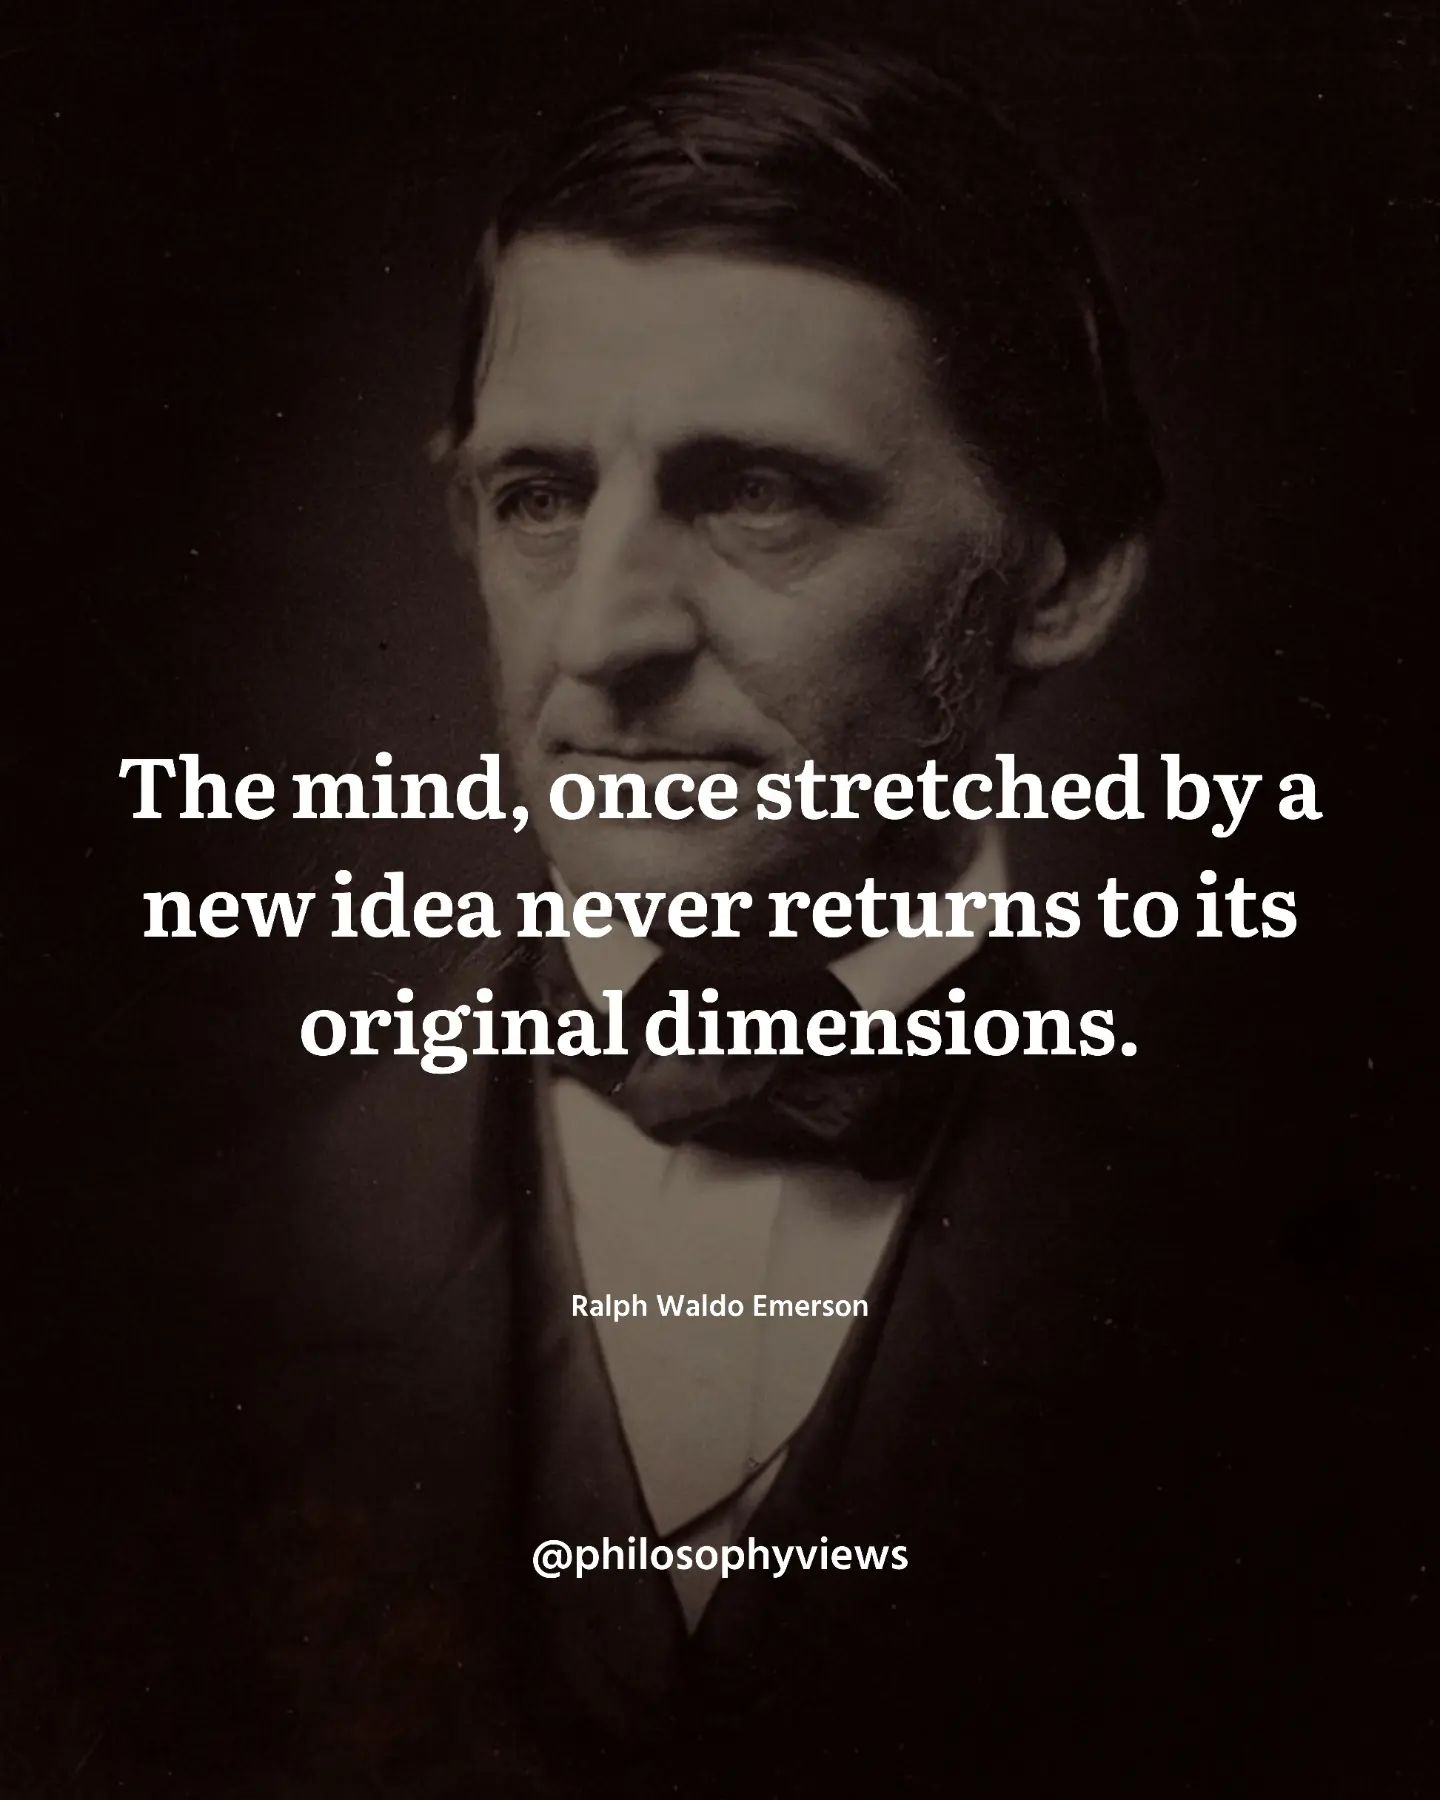 The mind, once stretched by a
new idea never returns to its
original dimensions.
Ralph Waldo Emerson
@philosophyviews